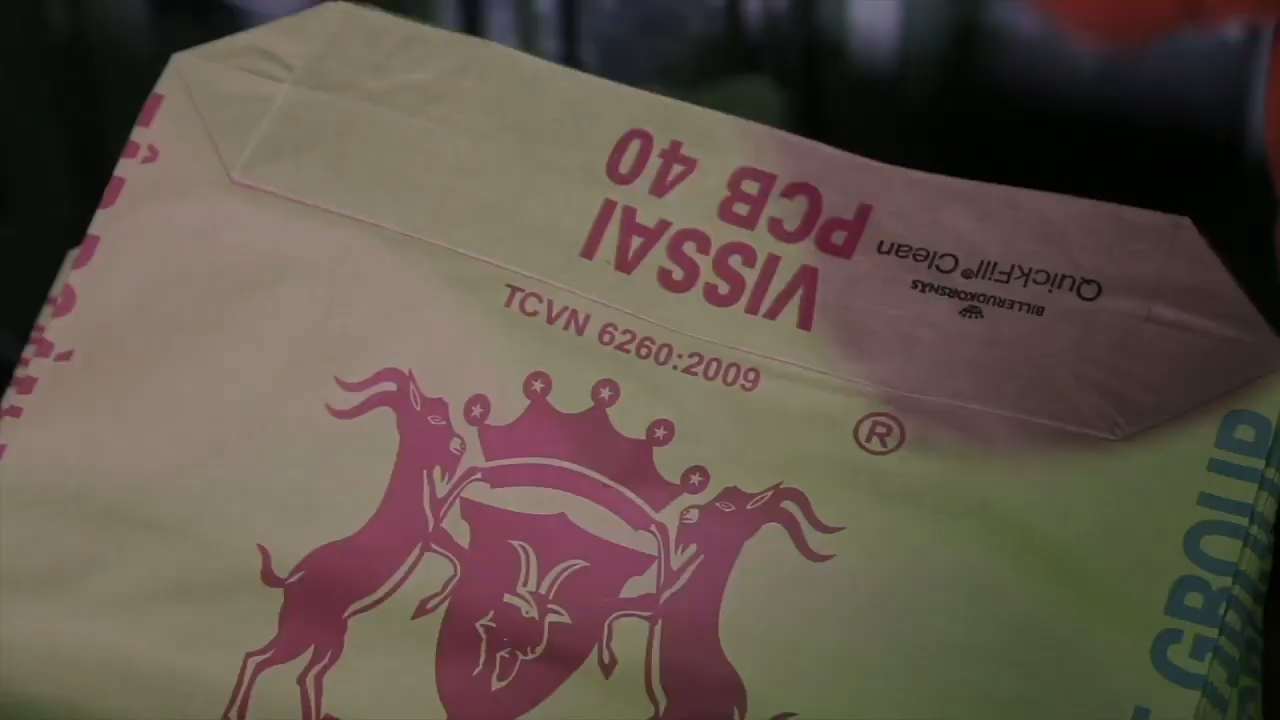 VISSAI
PCB 40
BILLERUDKORSNÄS
QuickFill® Clean
TCVN 6260:2009
®
GROUP